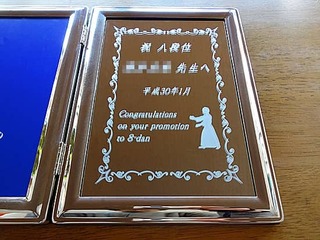 祝 八段位
先生へ
平成30年1月
Congratulations
on your promotion
to 8-dan